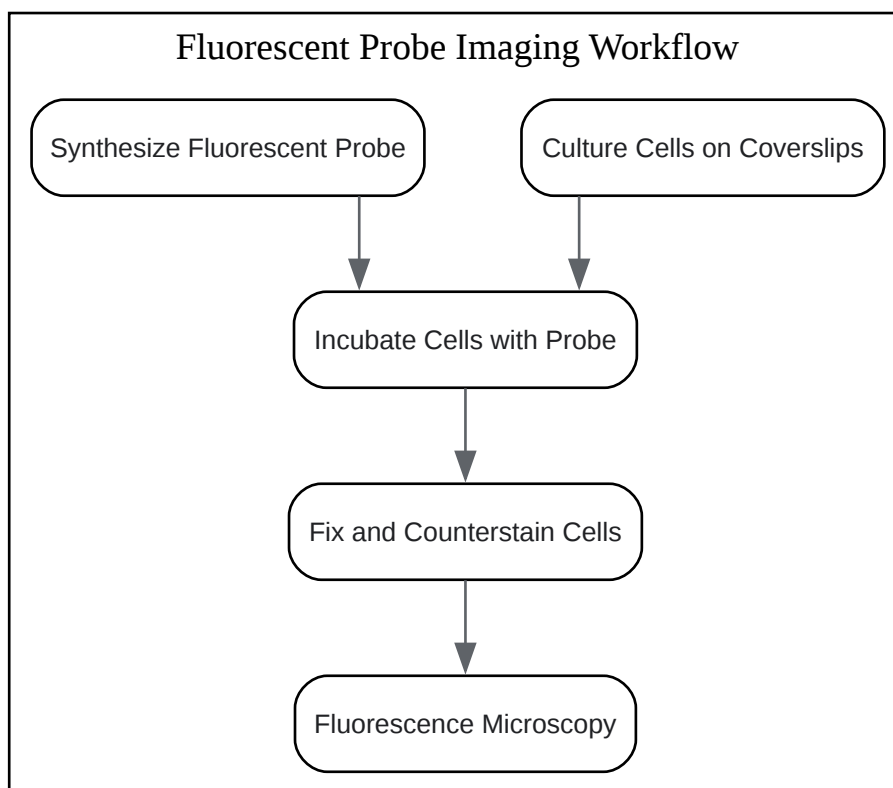 Fluorescent Probe Imaging Workflow
Synthesize Fluorescent Probe
Culture Cells on Coverslips
Incubate Cells with Probe
Fix and Counterstain Cells
Fluorescence Microscopy